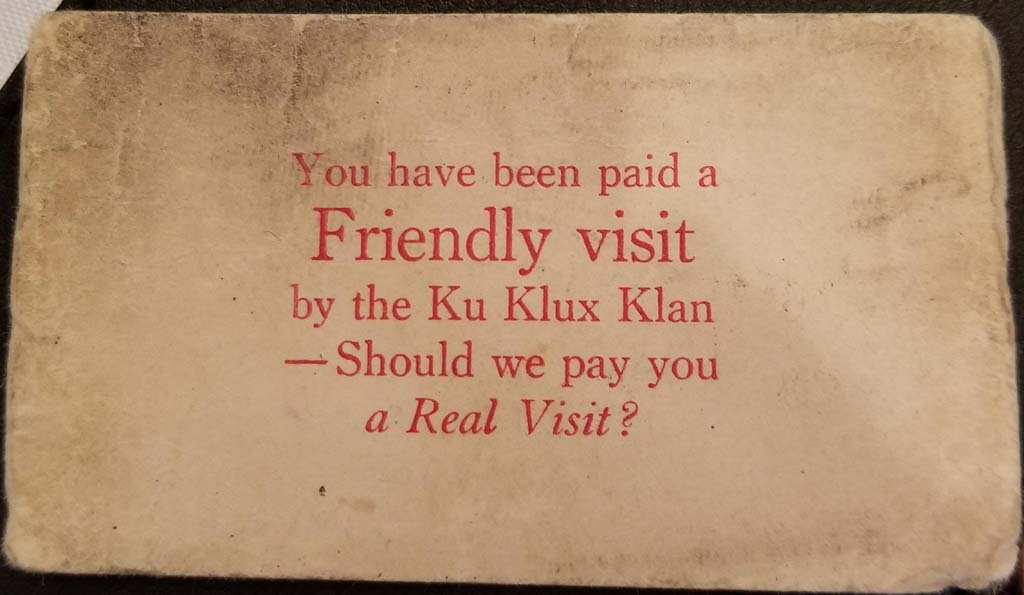 You have been paid a
Friendly visit
by the Ku Klux Klan
—Should we pay you
a Real Visit?